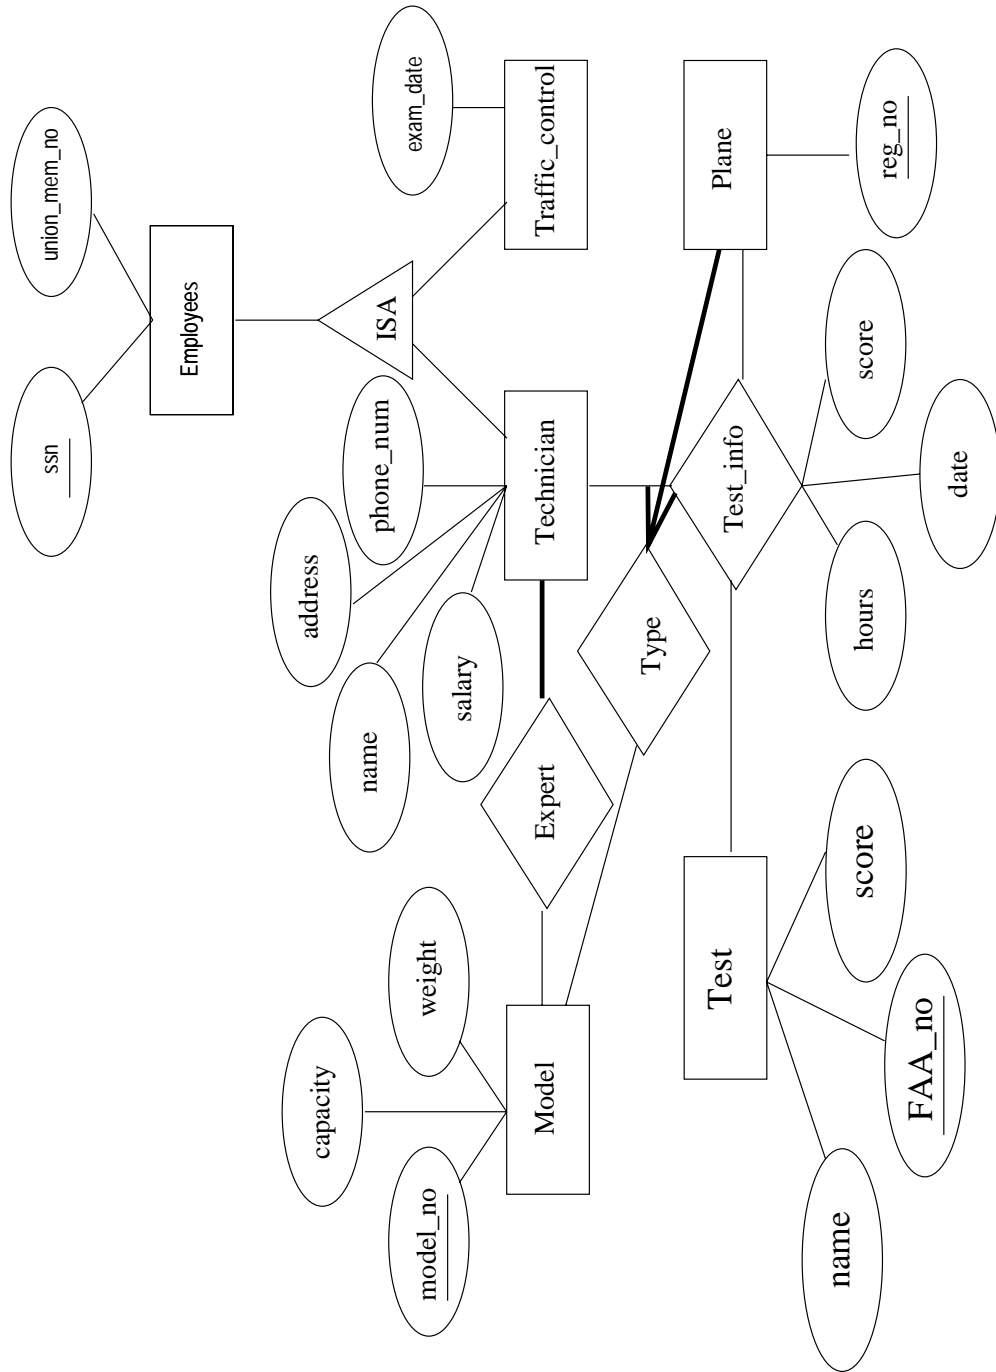 union_mem_no
ssn
Employees
ISA
exam_date
Traffic_control
phone_num
address
name
salary
Technician
Expert
Type
capacity
weight
model_no
Model
Plane
reg_no
Test_info
score
date
hours
Test
score
FAA_no
name